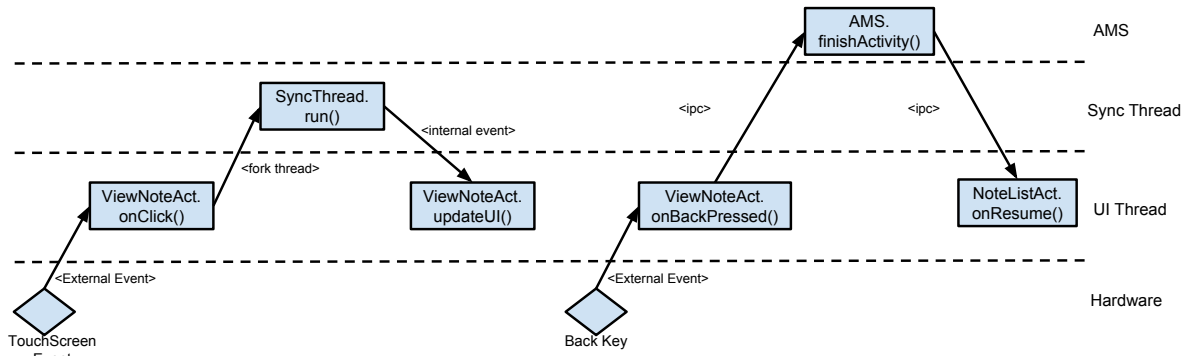 AMS.
finishActivity()
AMS
SyncThread.
run()
<ipc>
<ipc>
Sync Thread
<internal event>
<fork thread>
ViewNoteAct.
onClick()
ViewNoteAct.
updateUI()
ViewNoteAct.
onBackPressed()
NoteListAct.
onResume()
UI Thread
<External Event>
<External Event>
Hardware
TouchScreen
Back Key